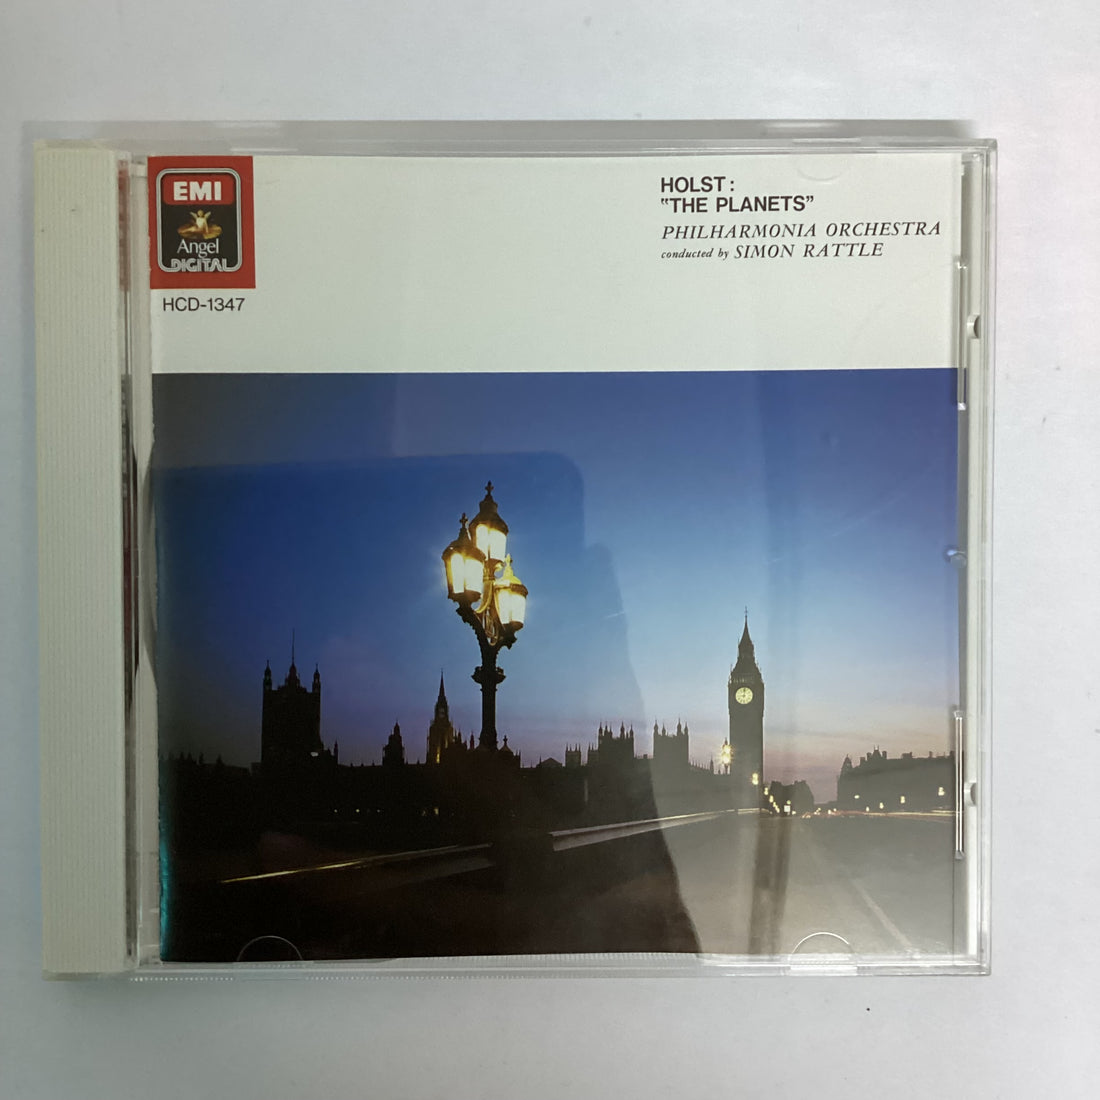 EMI
Angel
DIGITAL
HCD-1347
HOLST :
"THE PLANETS"
PHILHARMONIA ORCHESTRA
conducted by SIMON RATTLE